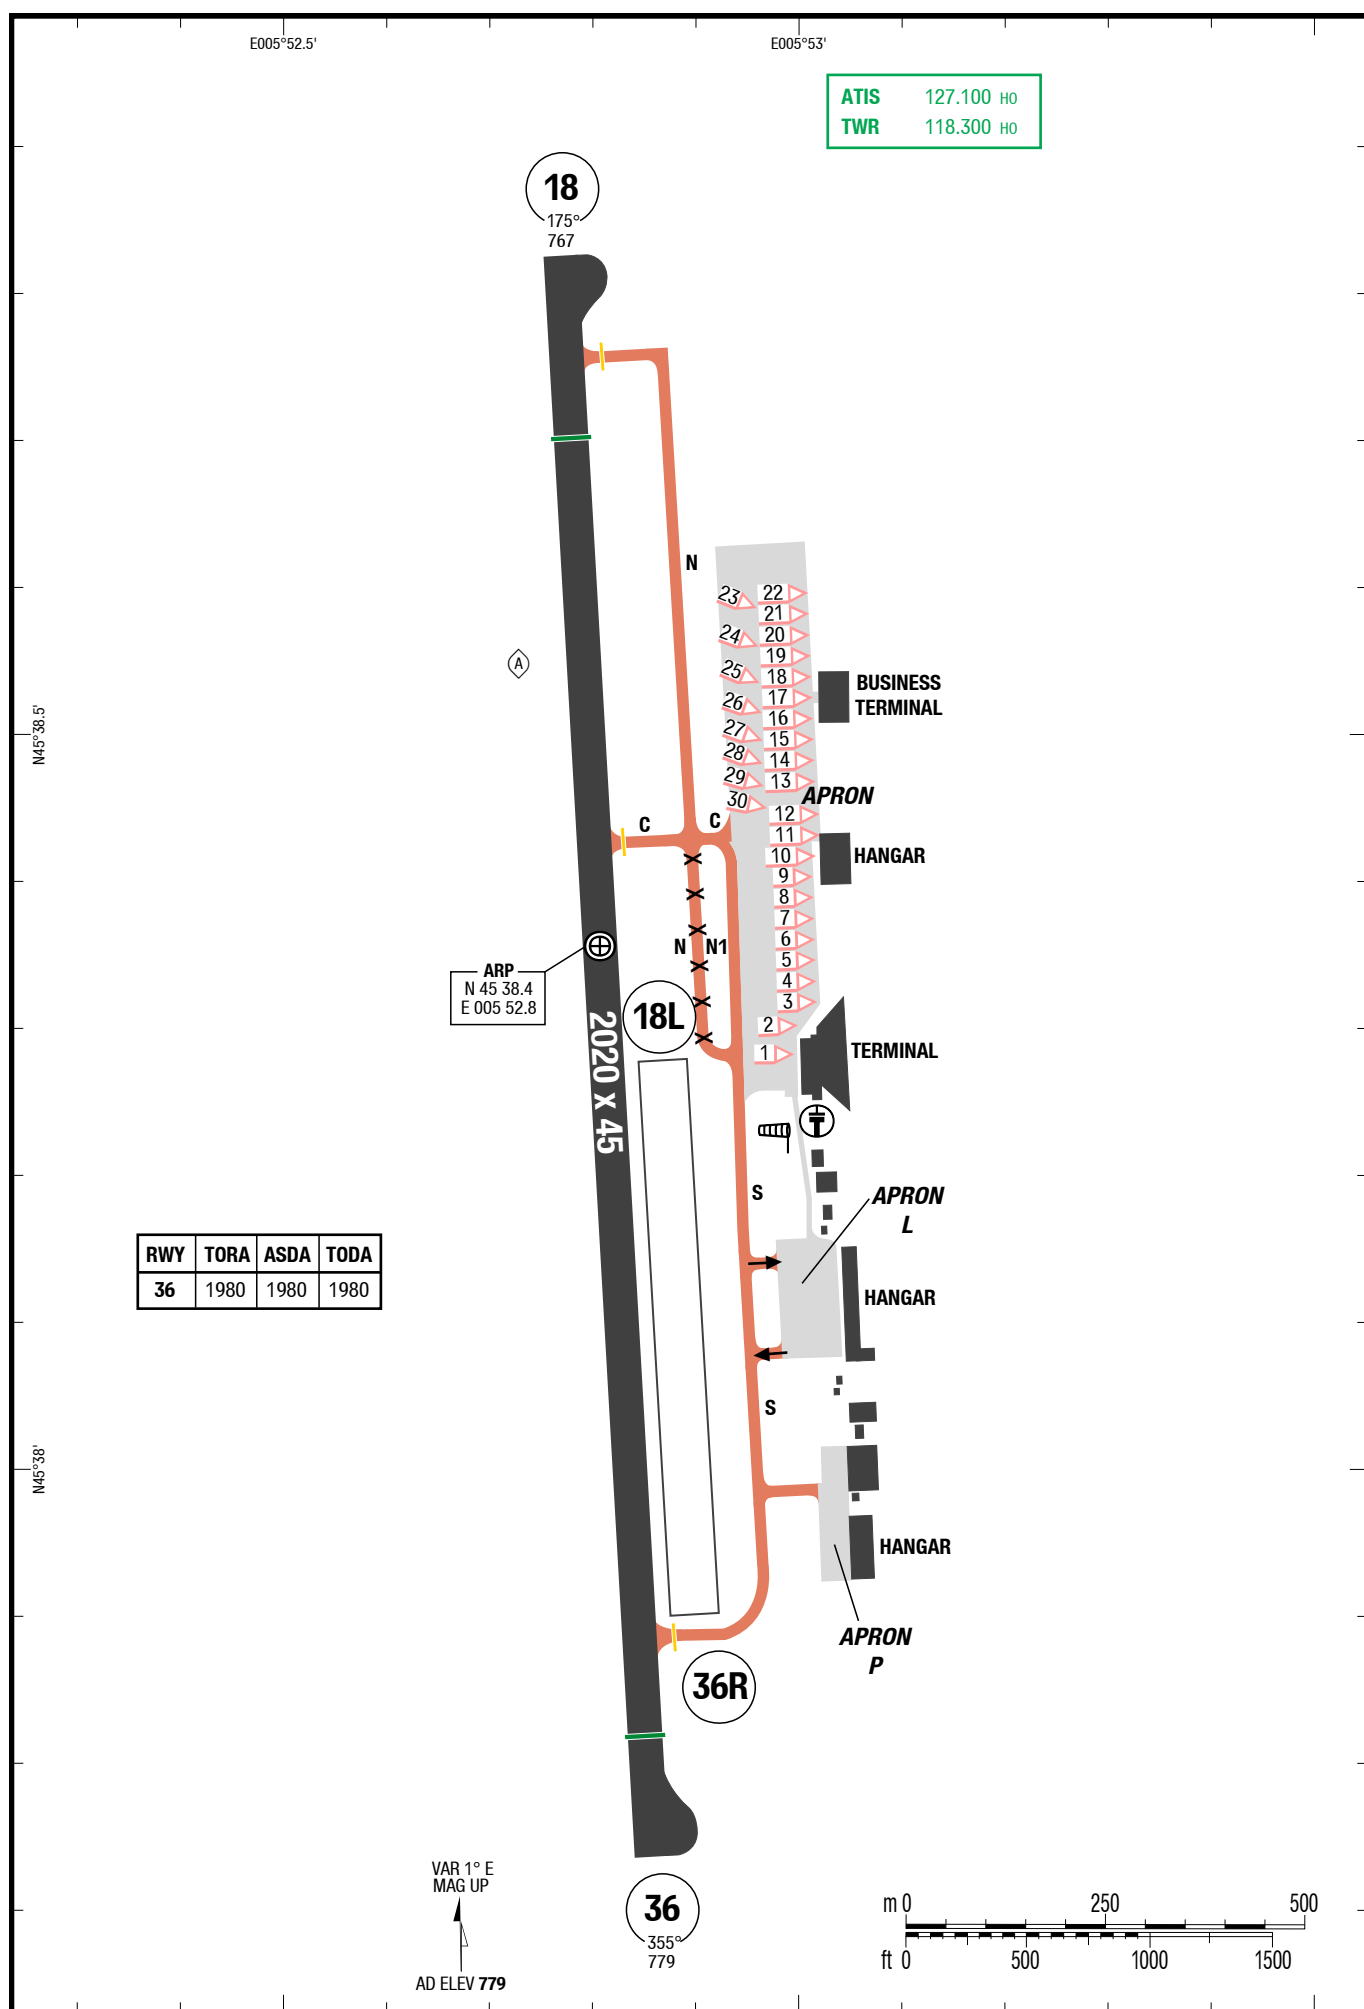 E005°52.5'
E005°53'
ATIS 127.100 HO
TWR 118.300 HO
18
175°
767
N
23
22
21
24
20
19
25
18
BUSINESS
TERMINAL
17
26
16
27
15
28
14
29
13
30
APRON
12
C
C
11
10
HANGAR
9
8
7
6
N
N1
5
4
3
2
1
N45°38.5'
A
ARP
N 45 38.4
E 005 52.8
18L
2020 X 45
TERMINAL
T
S
APRON
L
RWY TORA ASDA TODA
36 1980 1980 1980
HANGAR
S
N45°38'
HANGAR
APRON
P
36R
VAR 1° E
MAG UP
AD ELEV 779
36
355°
779
m 0 250 500
ft 0 500 1000 1500